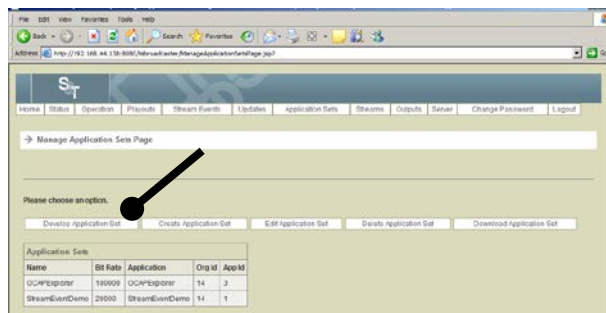 File Edit View Favorites Tools Help
Back Search Favorites
Address http://192.168.44.138:8080/tsbroadcaster/ManageApplicationSetsPage.jsp?
ST
Home Status Operation Playouts Stream Events Updates Application Sets Streams Outputs Server Change Password Logout
Manage Application Sets Page
Please choose an option.
Develop Application Set Create Application Set Edit Application Set Delete Application Set Download Application Set
Application Sets
Name Bit Rate Application Org Id App Id
OCAPExplorer 100000 OCAPExplorer 14 3
StreamEventDemo 20000 StreamEventDemo 14 1